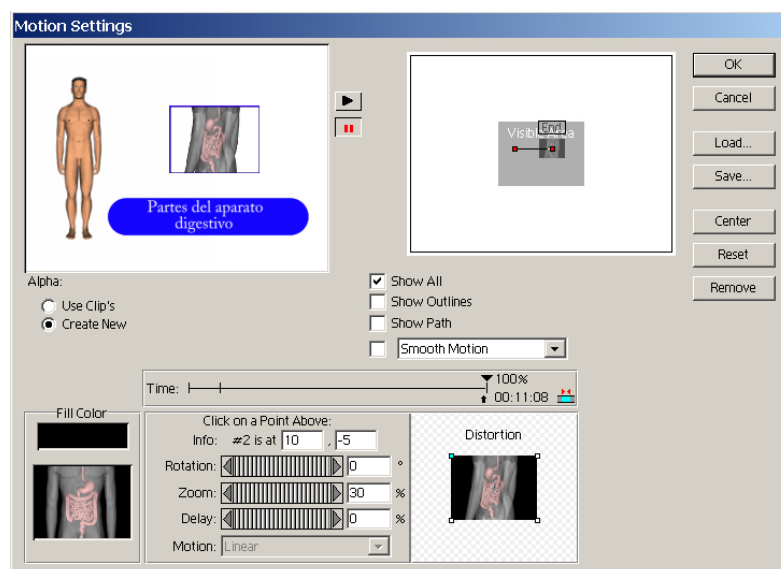 Motion Settings
Partes del aparato
digestivo
End
Visible Area
OK
Cancel
Load...
Save...
Center
Reset
Remove
Alpha:
Use Clip's
Create New
Show All
Show Outlines
Show Path
Smooth Motion
Time:
100%
00:11:08
Fill Color
Click on a Point Above:
Info: #2 is at 10 , -5
Rotation: 0 °
Zoom: 30 %
Delay: 0 %
Motion: Linear
Distortion